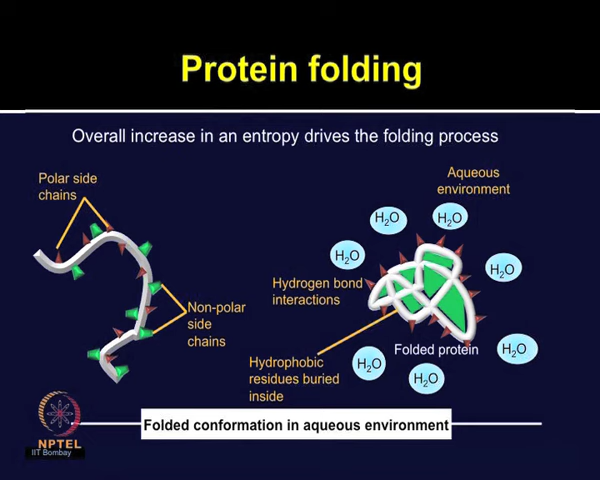 Protein folding
Overall increase in an entropy drives the folding process
Polar side
chains
Aqueous
environment
H2O
H2O
H2O
H2O
Hydrogen bond
interactions
Non-polar
side
chains
Folded protein
H2O
Hydrophobic
residues buried
inside
H2O
H2O
Folded conformation in aqueous environment
NPTEL
IIT Bombay